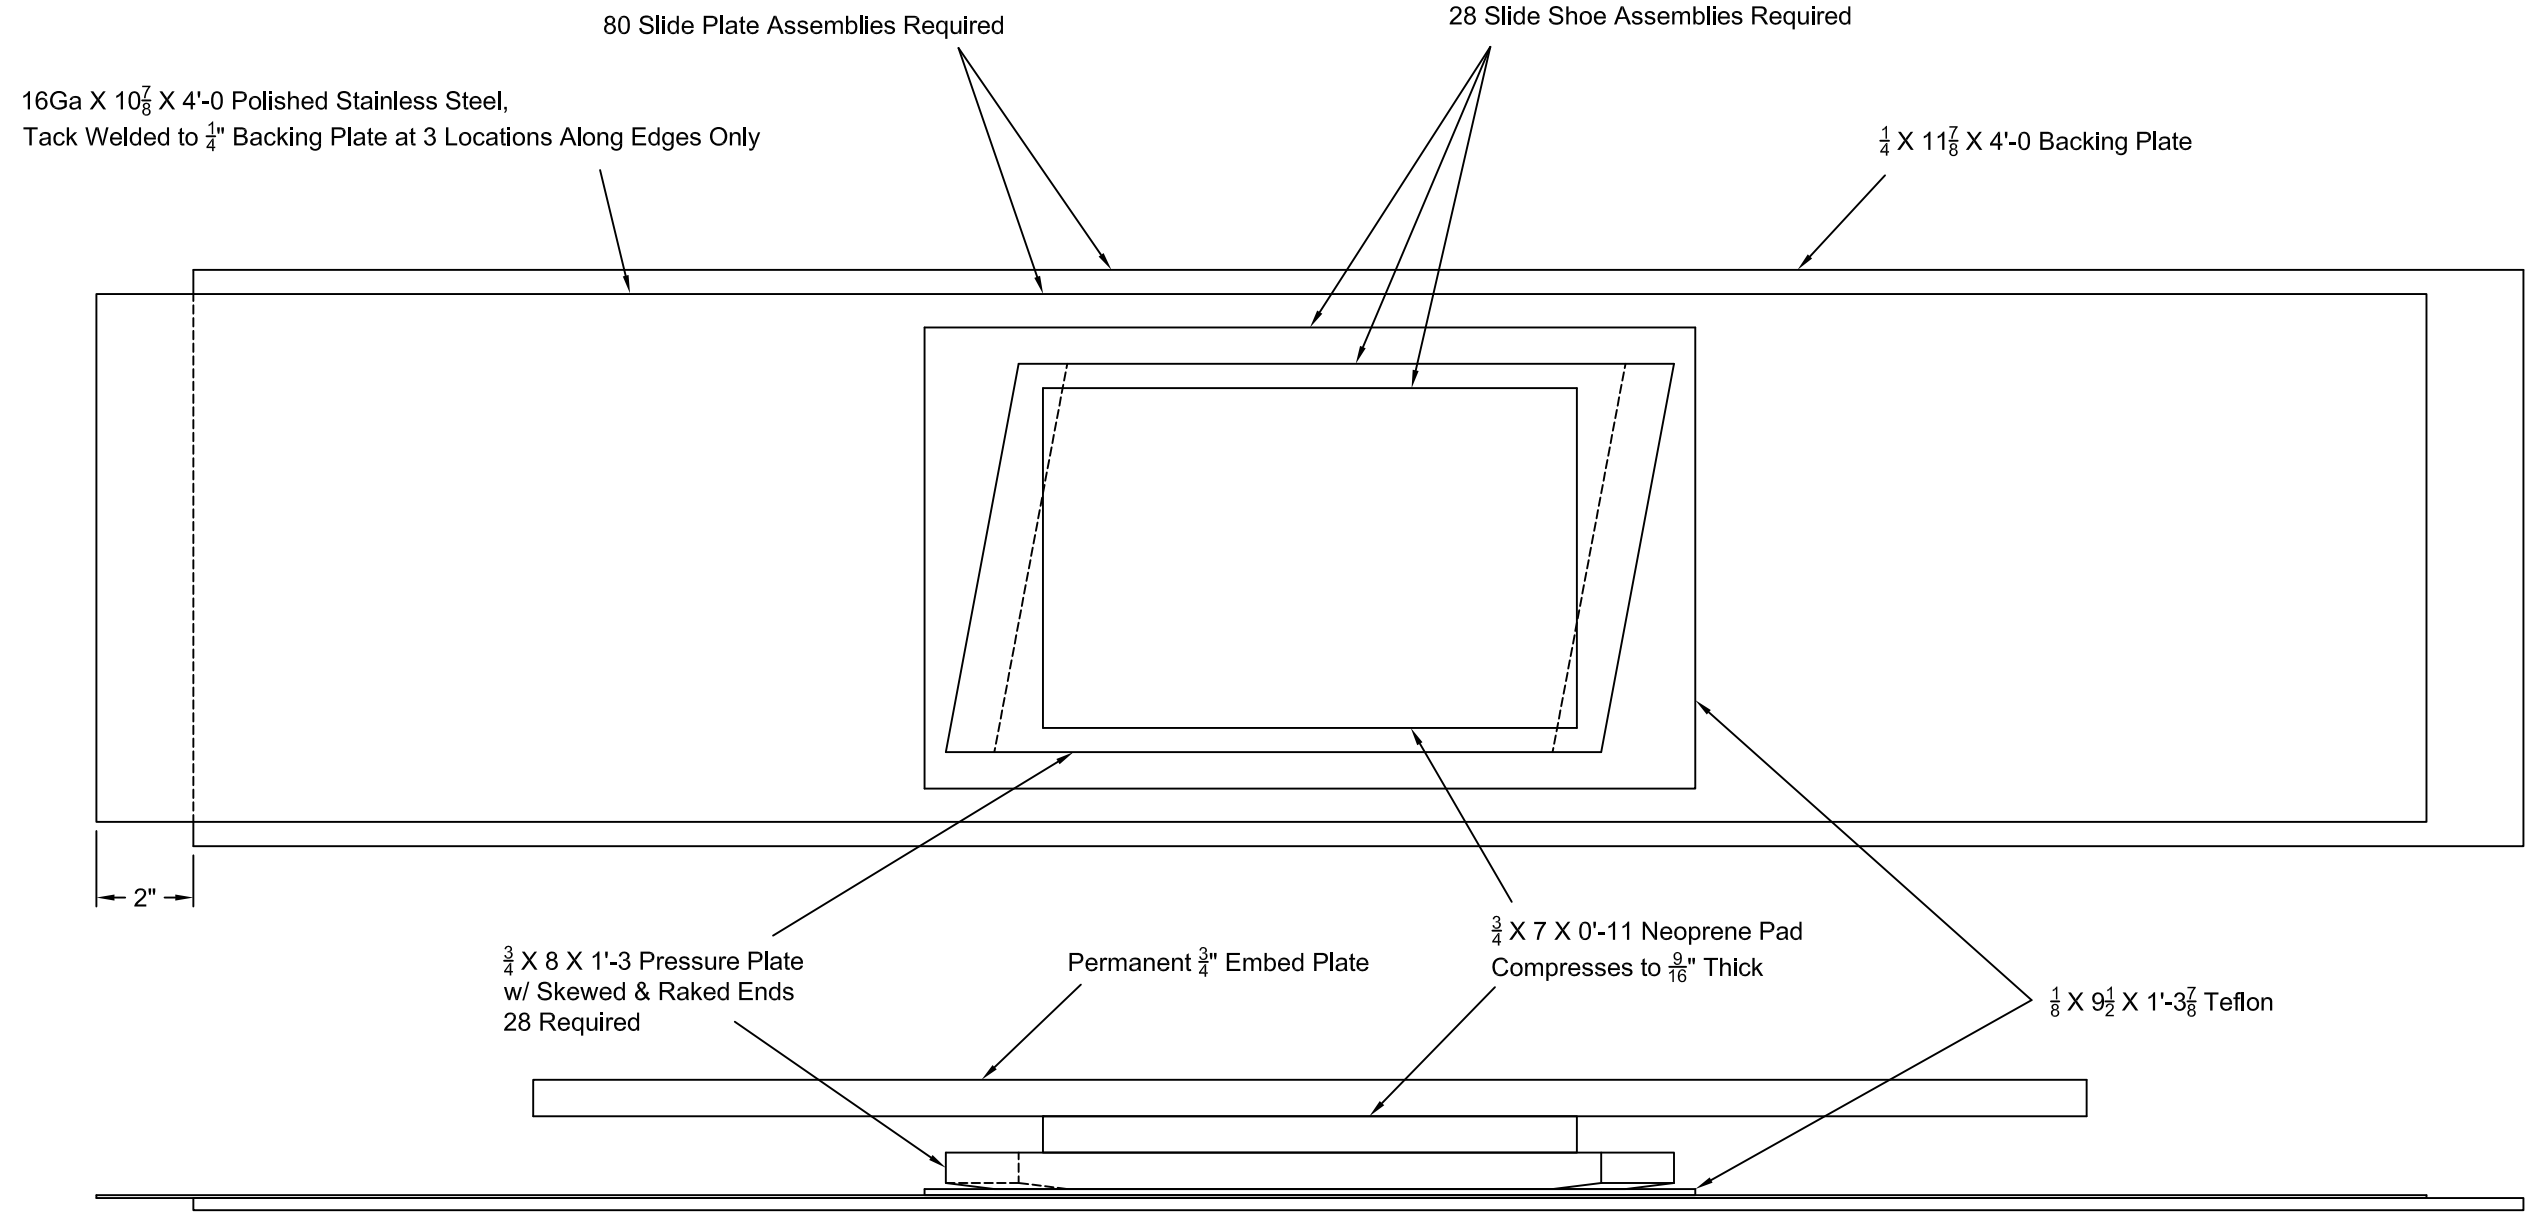 80 Slide Plate Assemblies Required
28 Slide Shoe Assemblies Required
16Ga X 10⅞ X 4'-0 Polished Stainless Steel,
Tack Welded to ¼" Backing Plate at 3 Locations Along Edges Only
¼ X 11⅞ X 4'-0 Backing Plate
2"
¾ X 8 X 1'-3 Pressure Plate
w/ Skewed & Raked Ends
28 Required
Permanent ¾" Embed Plate
¾ X 7 X 0'-11 Neoprene Pad
Compresses to 9/16" Thick
⅛ X 9½ X 1'-3⅞ Teflon